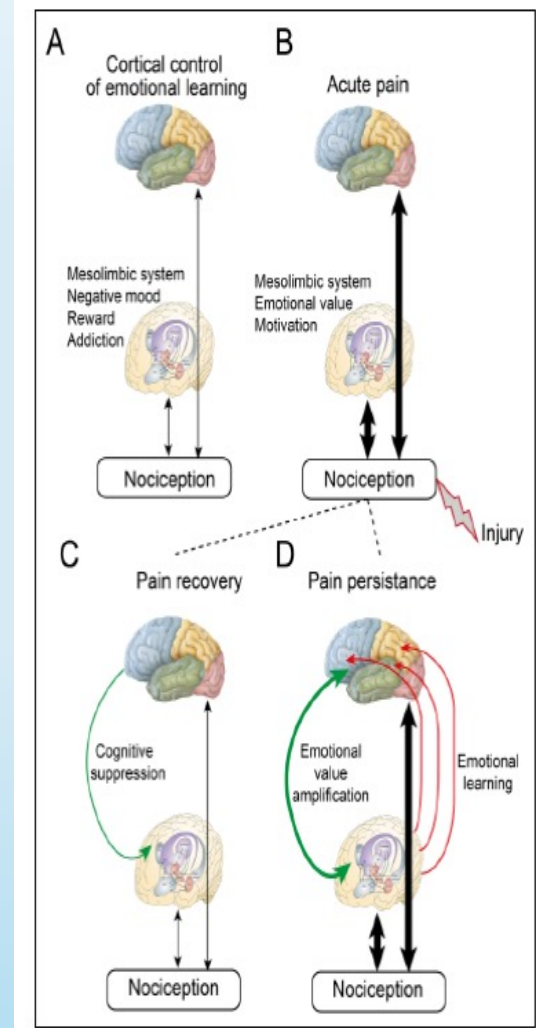 A
Cortical control
of emotional learning
Mesolimbic system
Negative mood
Reward
Addiction
Nociception
B
Acute pain
Mesolimbic system
Emotional value
Motivation
Nociception
Injury
C
Pain recovery
Cognitive
suppression
Nociception
D
Pain persistance
Emotional
value
amplification
Emotional
learning
Nociception